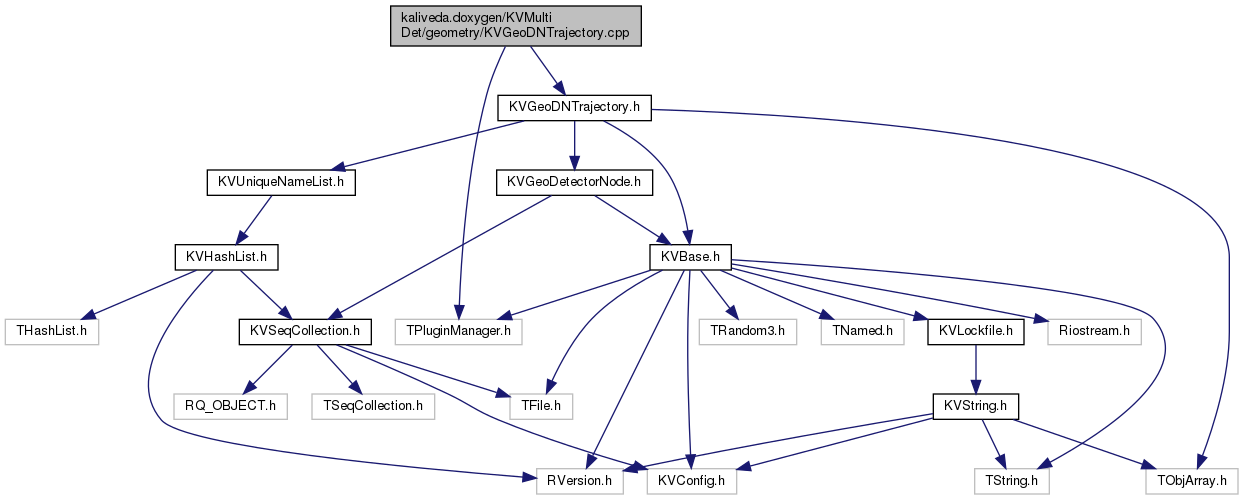 kaliveda.doxygen/KVMulti
Det/geometry/KVGeoDNTrajectory.cpp
KVGeoDNTrajectory.h
KVUniqueNameList.h
KVGeoDetectorNode.h
KVHashList.h
KVBase.h
THashList.h
KVSeqCollection.h
TPluginManager.h
TRandom3.h
TNamed.h
KVLockfile.h
Riostream.h
RQ_OBJECT.h
TSeqCollection.h
TFile.h
KVString.h
RVersion.h
KVConfig.h
TString.h
TObjArray.h